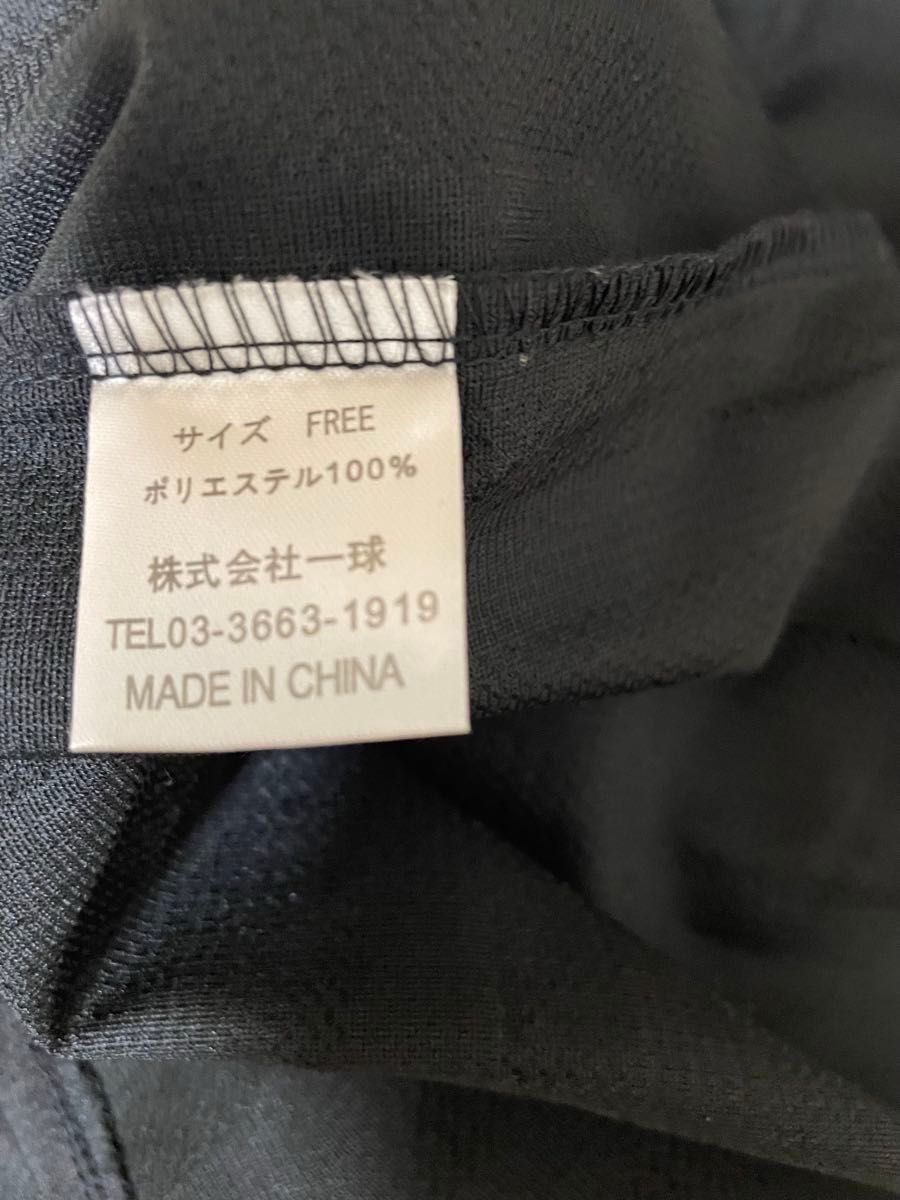 サイズ　FREE
ポリエステル100%
株式会社一球
TEL03-3663-1919
MADE IN CHINA